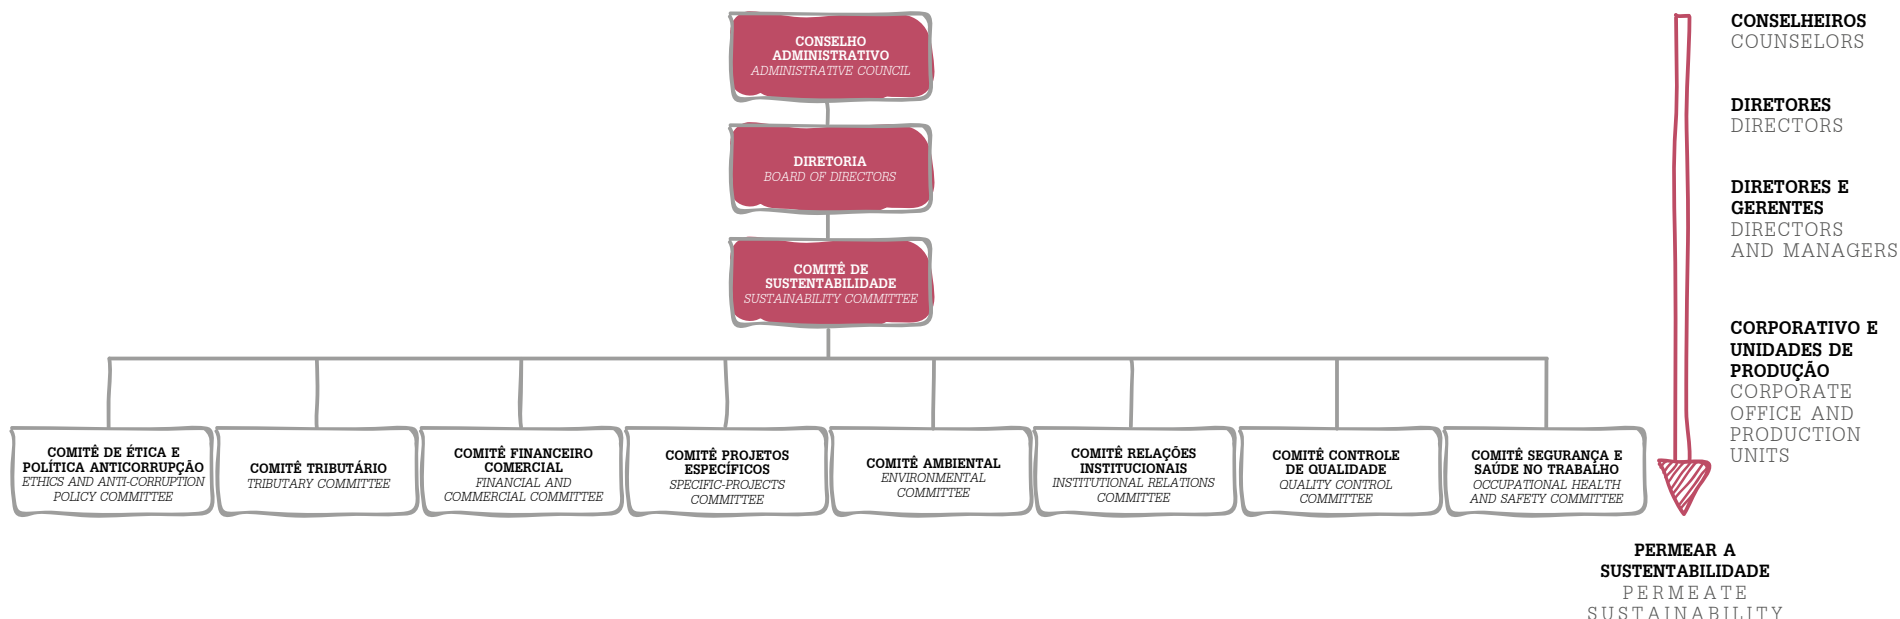 CONSELHO
ADMINISTRATIVO
ADMINISTRATIVE COUNCIL
DIRETORIA
BOARD OF DIRECTORS
COMITÊ DE
SUSTENTABILIDADE
SUSTAINABILITY COMMITTEE
COMITÊ DE ÉTICA E
POLÍTICA ANTICORRUPÇÃO
ETHICS AND ANTI-CORRUPTION
POLICY COMMITTEE
COMITÊ TRIBUTÁRIO
TRIBUTARY COMMITTEE
COMITÊ FINANCEIRO
COMERCIAL
FINANCIAL AND
COMMERCIAL COMMITTEE
COMITÊ PROJETOS
ESPECÍFICOS
SPECIFIC-PROJECTS
COMMITTEE
COMITÊ AMBIENTAL
ENVIRONMENTAL
COMMITTEE
COMITÊ RELAÇÕES
INSTITUCIONAIS
INSTITUTIONAL RELATIONS
COMMITTEE
COMITÊ CONTROLE
DE QUALIDADE
QUALITY CONTROL
COMMITTEE
COMITÊ SEGURANÇA E
SAÚDE NO TRABALHO
OCCUPATIONAL HEALTH
AND SAFETY COMMITTEE
CONSELHEIROS
COUNSELORS
DIRETORES
DIRECTORS
DIRETORES E
GERENTES
DIRECTORS
AND MANAGERS
CORPORATIVO E
UNIDADES DE
PRODUÇÃO
CORPORATE
OFFICE AND
PRODUCTION
UNITS
PERMEAR A
SUSTENTABILIDADE
PERMEATE
SUSTAINABILITY